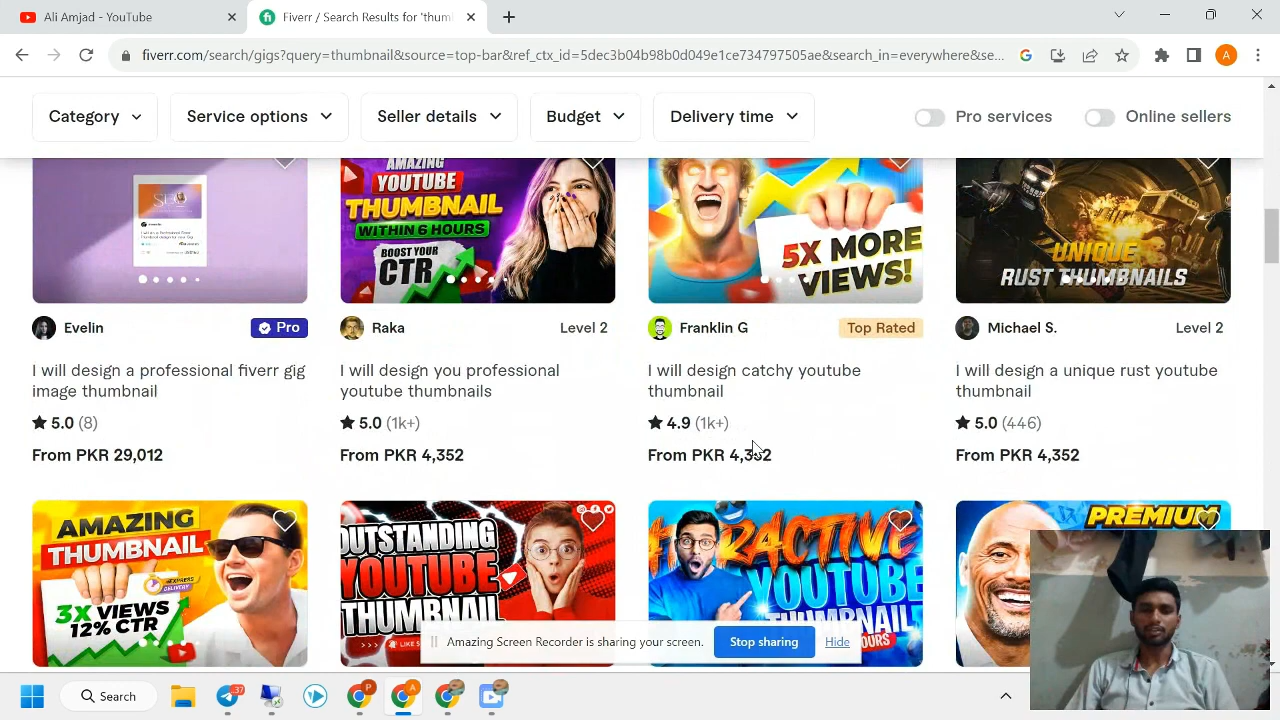 Ali Amjad - YouTube
Fiverr / Search Results for 'thum
fiverr.com/search/gigs?query=thumbnail&source=top-bar&ref_ctx_id=5dec3b04b98b0d049e1ce734797505ae&search_in=everywhere&se...
A
Category
Service options
Seller details
Budget
Delivery time
Pro services
Online sellers
AMAZING
YOUTUBE
THUMBNAIL
WITHIN 6 HOURS
BOOST YOUR
CTR
5X MORE
VIEWS!
UNIQUE
RUST THUMBNAILS
Evelin
Pro
Raka
Level 2
Franklin G
Top Rated
Michael S.
Level 2
I will design a professional fiverr gig
image thumbnail
I will design you professional
youtube thumbnails
I will design catchy youtube
thumbnail
I will design a unique rust youtube
thumbnail
5.0 (8)
5.0 (1k+)
4.9 (1k+)
5.0 (446)
From PKR 29,012
From PKR 4,352
From PKR 4,352
From PKR 4,352
AMAZING
THUMBNAIL
EXPRESS
DELIVERY
3X VIEWS
12% CTR
OUTSTANDING
YOUTUBE
THUMBNAIL
ATTRACTIVE
YOUTUBE
THUMBNAIL
PREMIUM
Amazing Screen Recorder is sharing your screen.
Stop sharing
Hide
Search
37
P
A